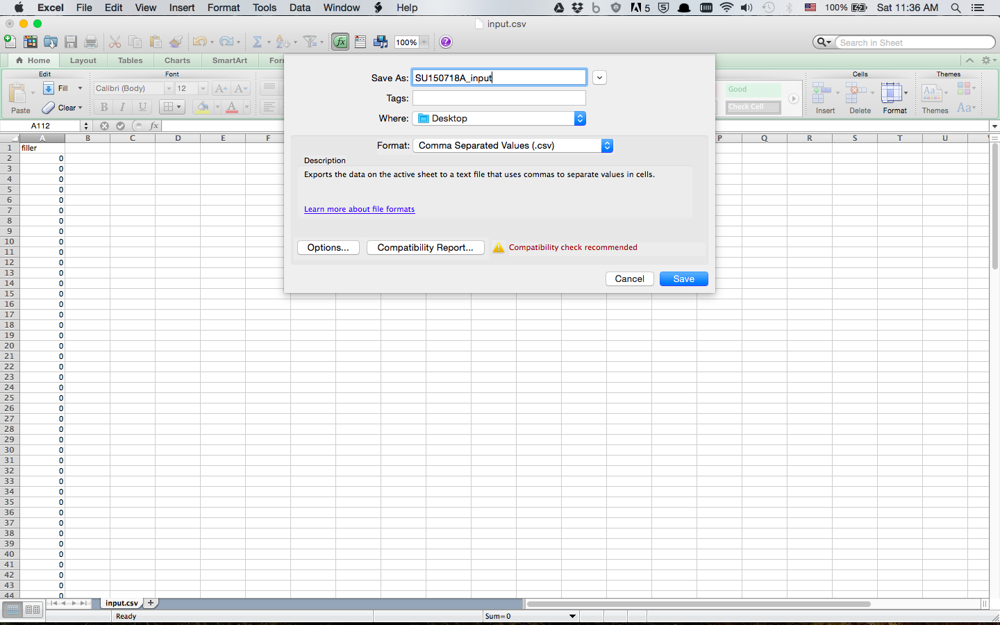 Excel File Edit View Insert Format Tools Data Window Help 5 100% Sat 11:36 AM
input.csv
100% Search in Sheet
Home Layout Tables Charts SmartArt For
Edit Font Cells Themes
Paste Fill Clear
Calibri (Body) 12
B I U A
Good
Check Cell
Insert Delete Format Themes Aa
A112 fx
Save As: SU150718A_input
Tags:
Where: Desktop
Format: Comma Separated Values (.csv)
Description
Exports the data on the active sheet to a text file that uses commas to separate values in cells.
Learn more about file formats
Options... Compatibility Report... Compatibility check recommended
Cancel Save
A B C D E F P Q R S T U
1 filler
2 0
3 0
4 0
5 0
6 0
7 0
8 0
9 0
10 0
11 0
12 0
13 0
14 0
15 0
16 0
17 0
18 0
19 0
20 0
21 0
22 0
23 0
24 0
25 0
26 0
27 0
28 0
29 0
30 0
31 0
32 0
33 0
34 0
35 0
36 0
37 0
38 0
39 0
40 0
41 0
42 0
43 0
44 0
input.csv
Ready Sum=0